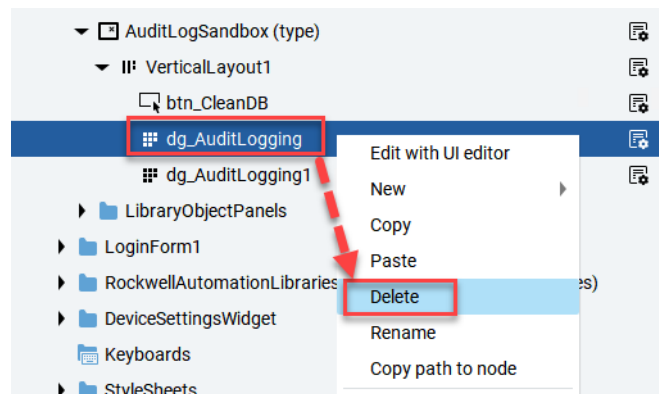 AuditLogSandbox (type)
VerticalLayout1
btn_CleanDB
dg_AuditLogging
dg_AuditLogging1
LibraryObjectPanels
LoginForm1
RockwellAutomationLibraries
es)
DeviceSettingsWidget
Keyboards
StyleSheets
Edit with UI editor
New
Copy
Paste
Delete
Rename
Copy path to node